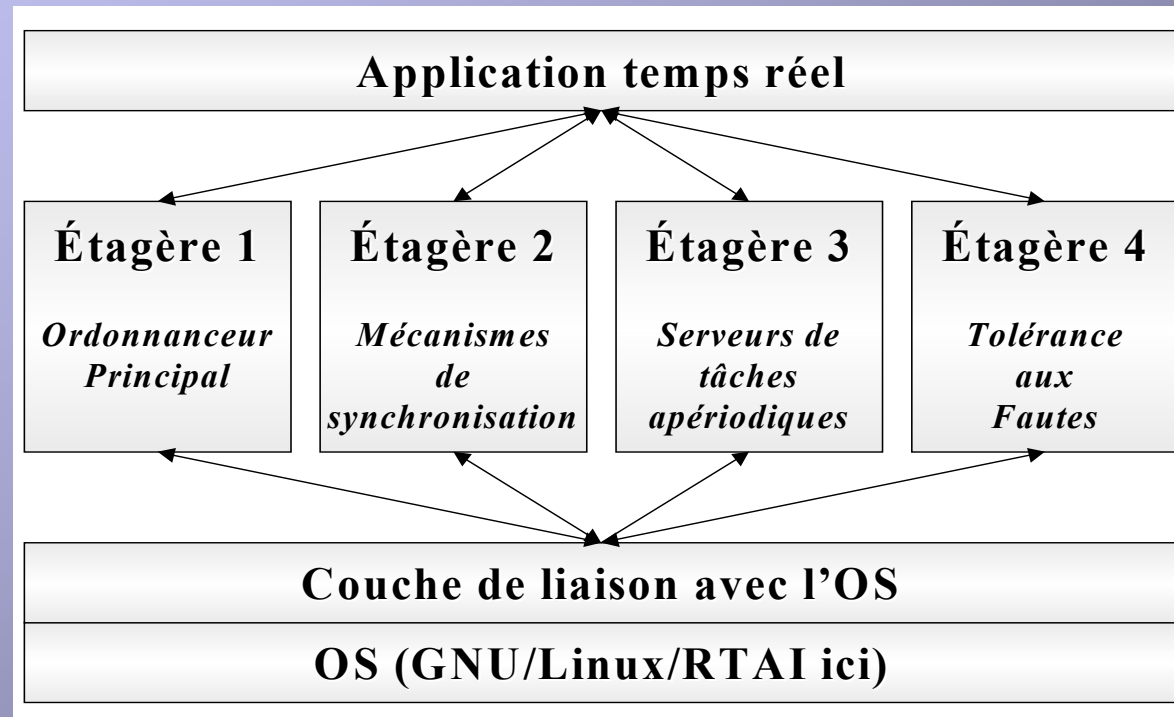 Application temps réel
Étagère 1
Ordonnanceur
Principal
Étagère 2
Mécanismes
de
synchronisation
Étagère 3
Serveurs de
tâches
apériodiques
Étagère 4
Tolérance
aux
Fautes
Couche de liaison avec l’OS
OS (GNU/Linux/RTAI ici)